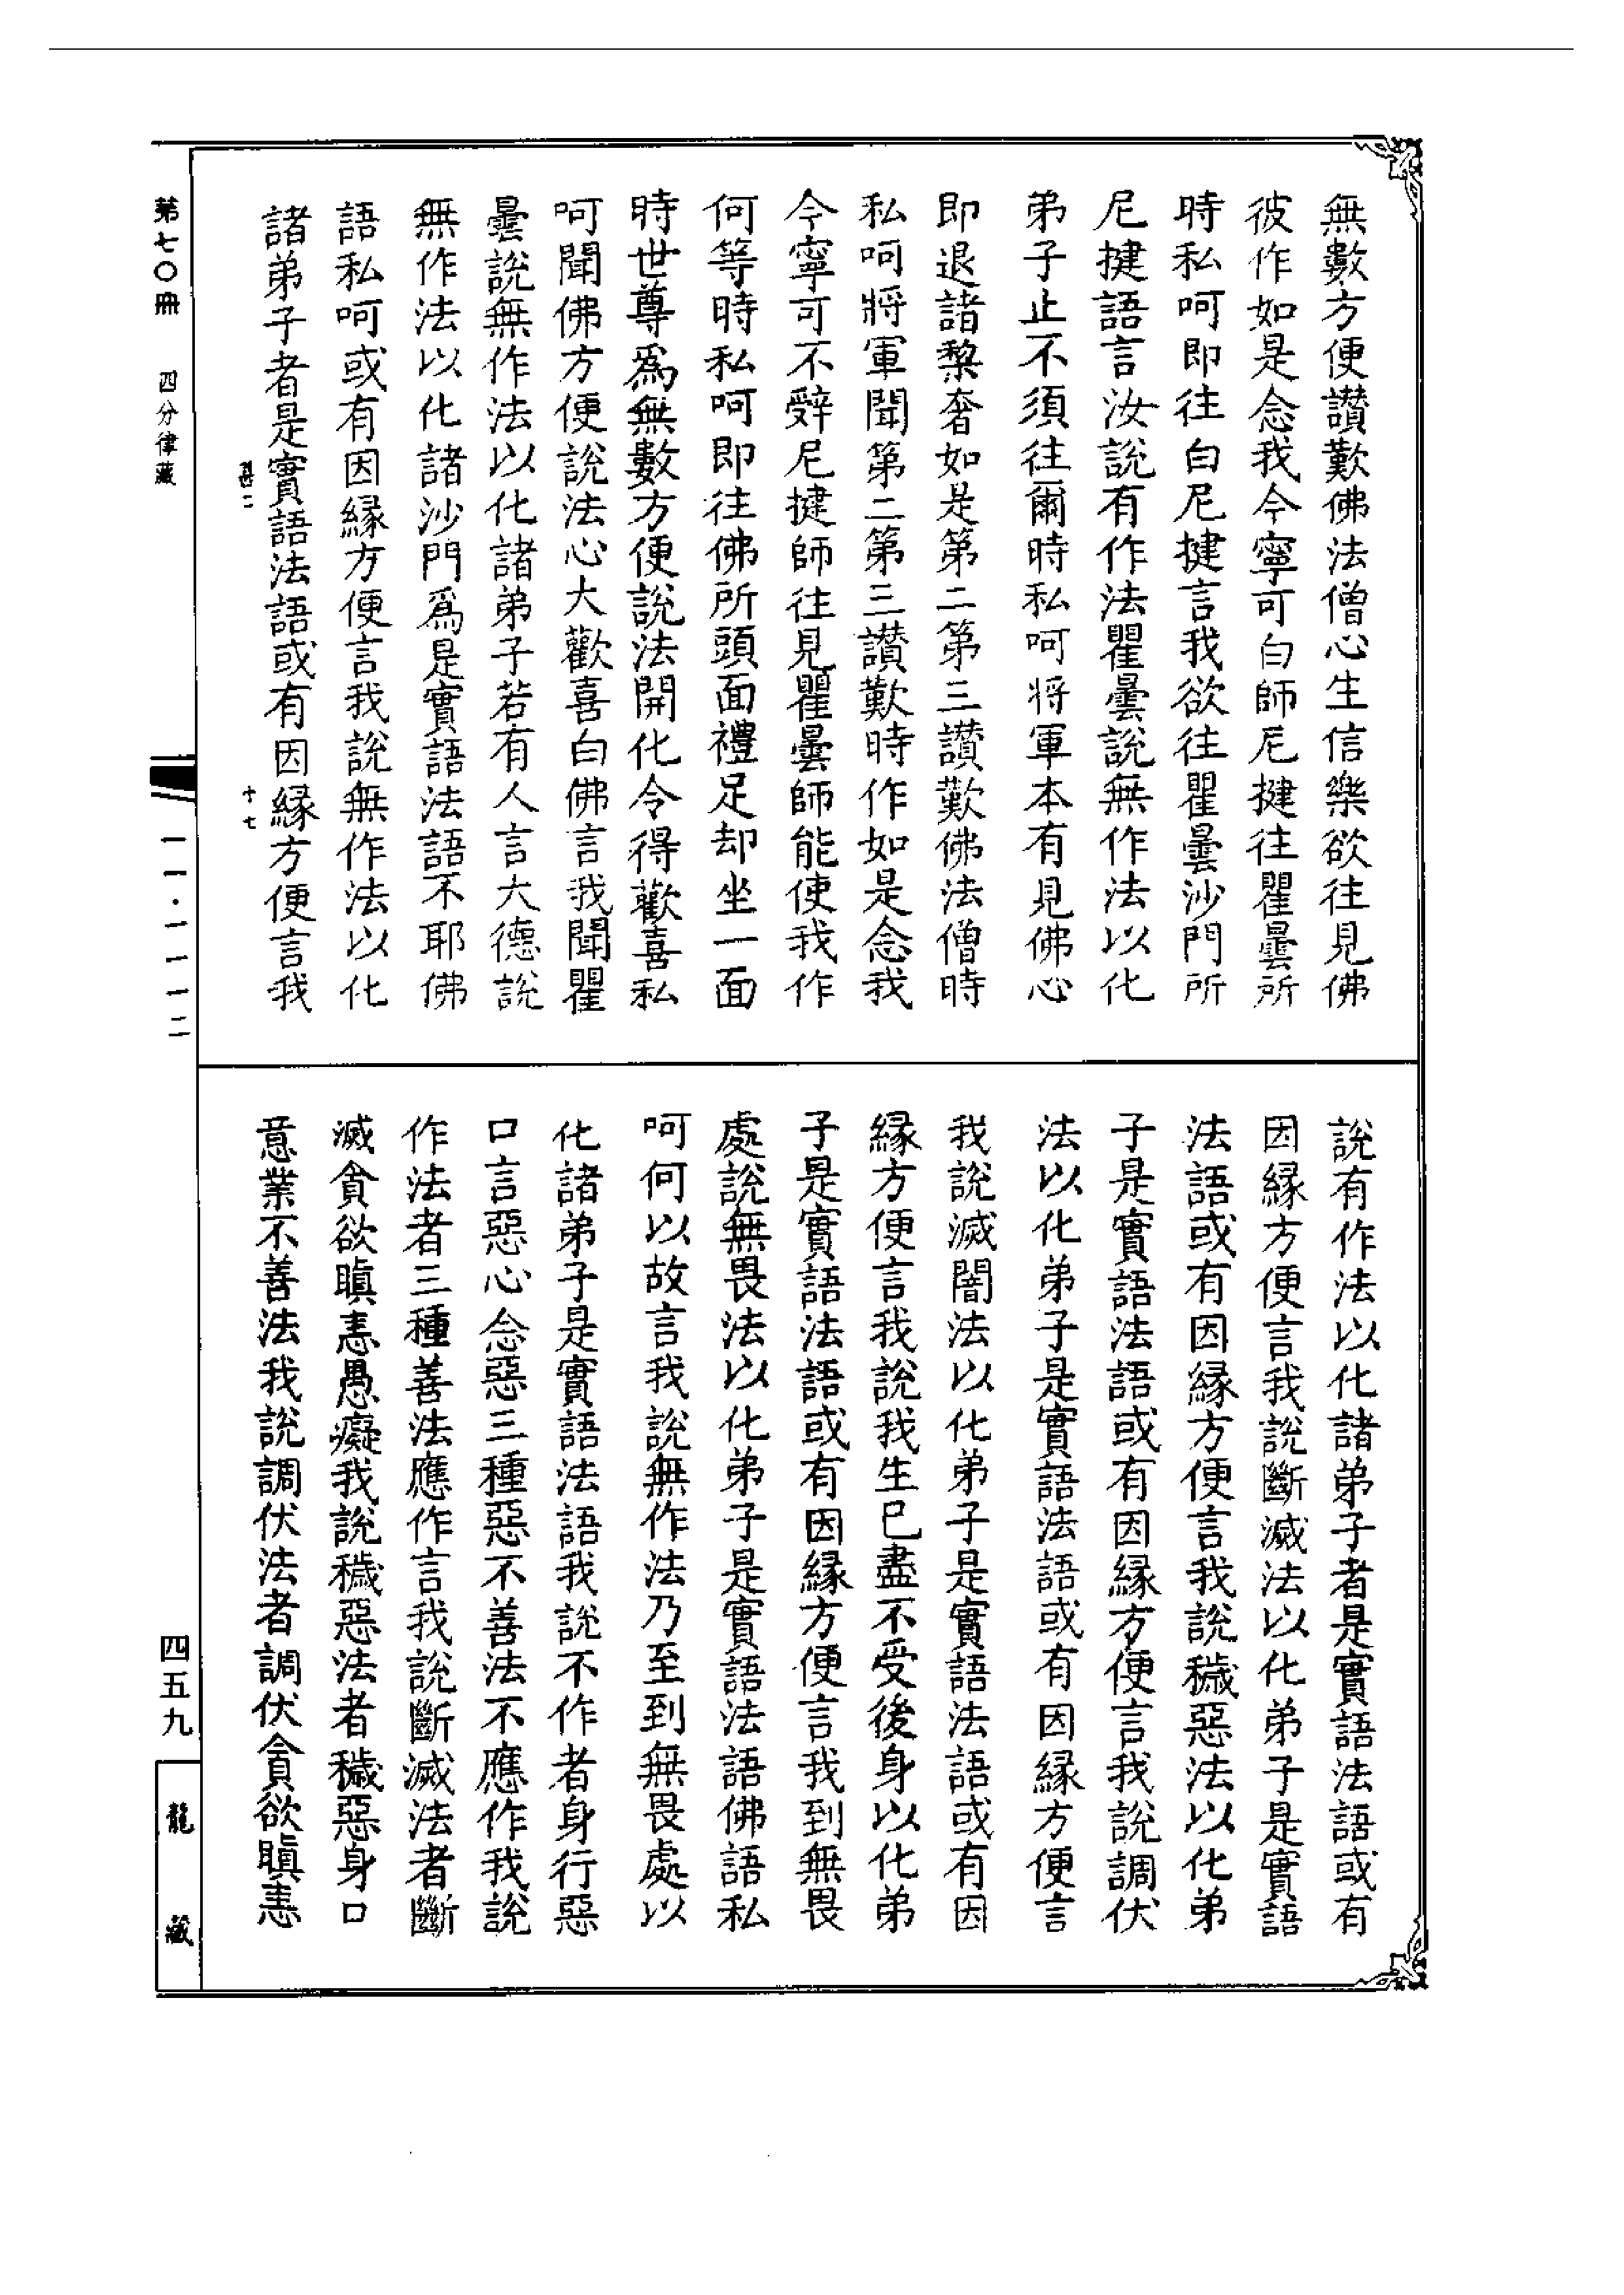 無數方便讚歎佛法僧心生信樂欲往見佛
彼作如是念我今寧可白師尼揵往瞿曇所
時私呵即往白尼揵言我欲往瞿曇沙門所
尼揵語言汝說有作法瞿曇說無作法以化
弟子止不須往爾時私呵將軍本有見佛心
即退諸黎奢如是第二第三讚歎佛法僧時
私呵將軍聞第二第三讚歎時作如是念我
今寧可不辤尼揵師往見瞿曇師能使我作
何等時私呵即往佛所頭面禮足却坐一面
時世尊爲無數方便說法開化令得歡喜私
呵聞佛方便說法心大歡喜白佛言我聞瞿
曇說無作法以化諸弟子若有人言大德說
無作法以化諸沙門爲是實語法語不耶佛
語私呵或有因緣方便言我說無作法以化
諸弟子者是實語法語或有因緣方便言我
說有作法以化諸弟子者是實語法語或有
因緣方便言我說斷滅法以化弟子是實語
法語或有因緣方便言我說穢惡法以化弟
子是實語法語或有因緣方便言我說調伏
法以化弟子是實語法語或有因緣方便言
我說滅闇法以化弟子是實語法語或有因
緣方便言我說我生已盡不受後身以化弟
子是實語法語或有因緣方便言我到無畏
處說無畏法以化弟子是實語法語佛語私
呵何以故言我說無作法乃至到無畏處以
化諸弟子是實語法語我說不作者身行惡
口言惡心念惡三種惡不善法不應作我說
作法者三種善法應作言我說斷滅法者斷
滅貪欲瞋恚愚癡我說穢惡法者穢惡身口
意業不善法我說調伏法者調伏貪欲瞋恚
第七〇冊 四分律藏
十七
一一·一一一二
四五九
龍藏